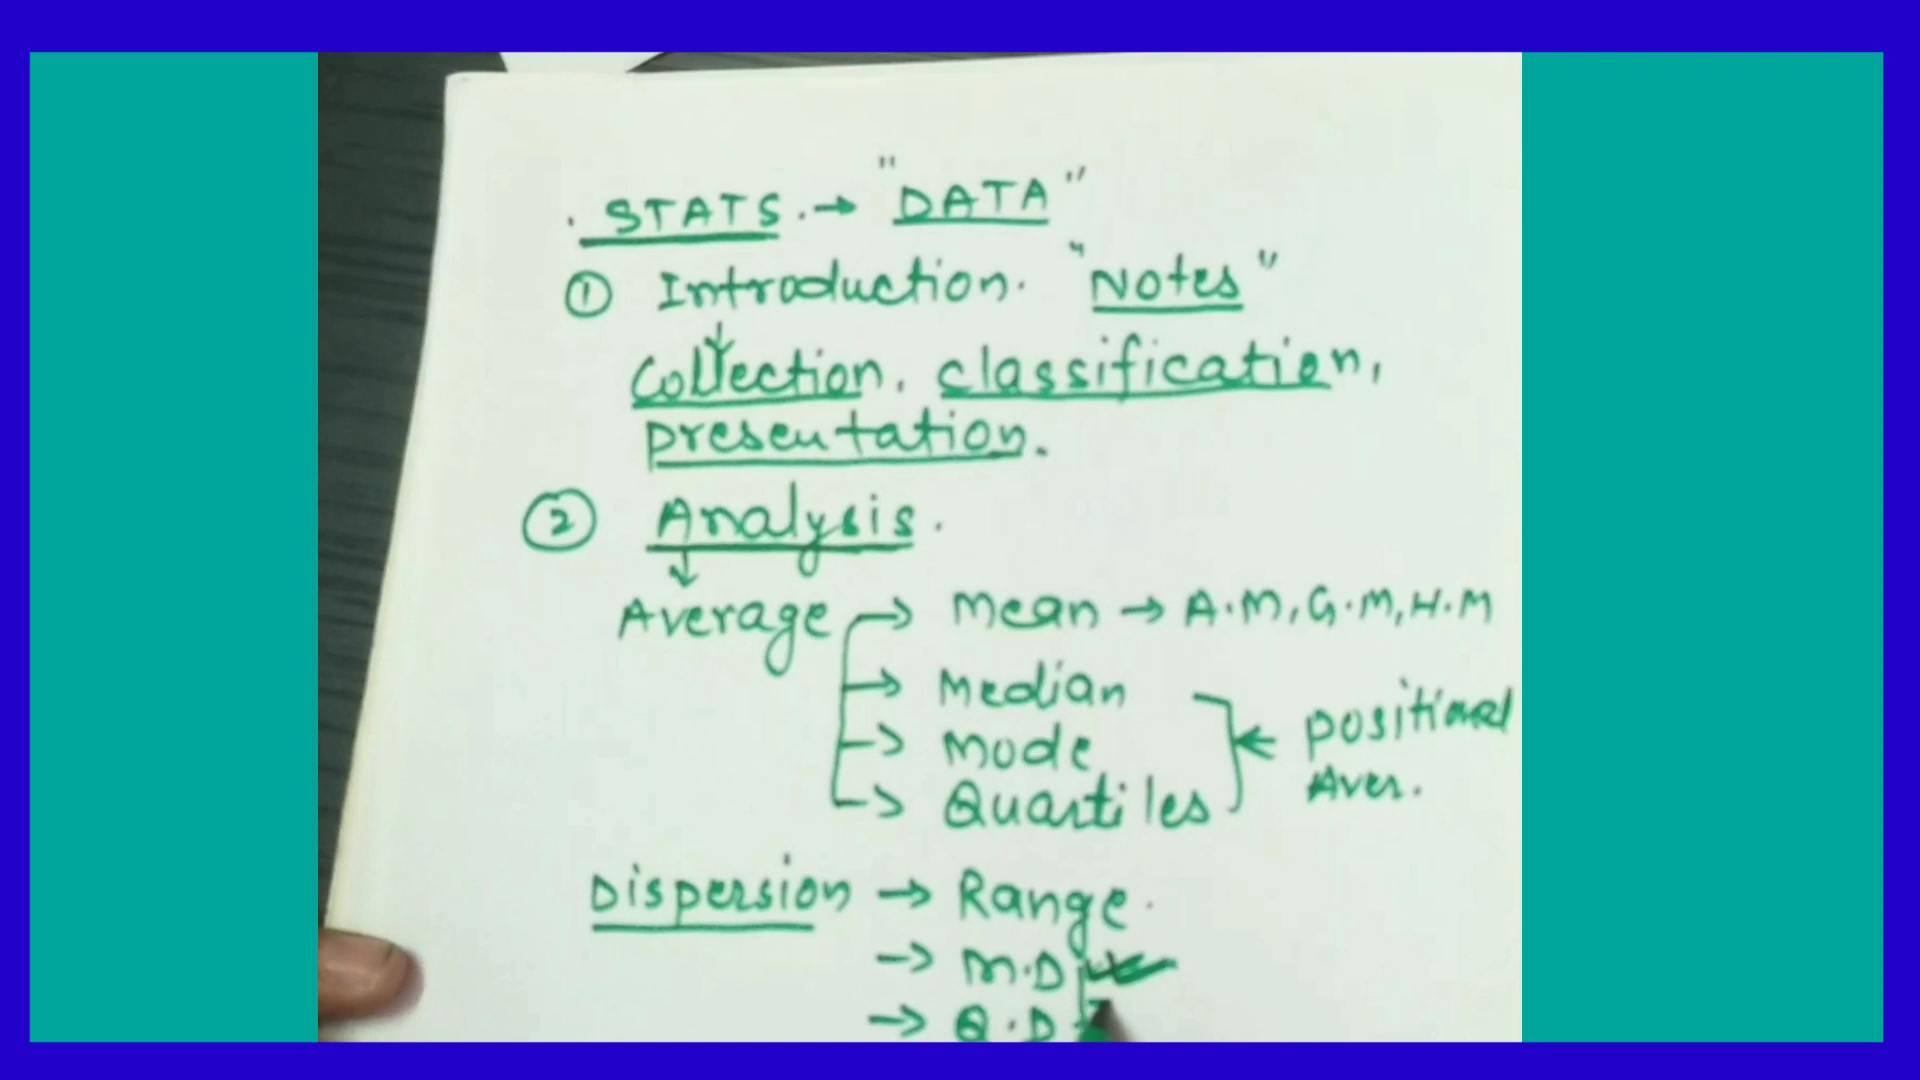 . STATS . → "DATA"
① Introduction. "Notes"
↓
Collection, classification,
presentation.
② Analysis.
↓
Average → Mean → A.M, G.M, H.M
→ Median
→ Mode ← positional
→ Quartiles Aver.
Dispersion → Range.
→ M.D
→ Q.D